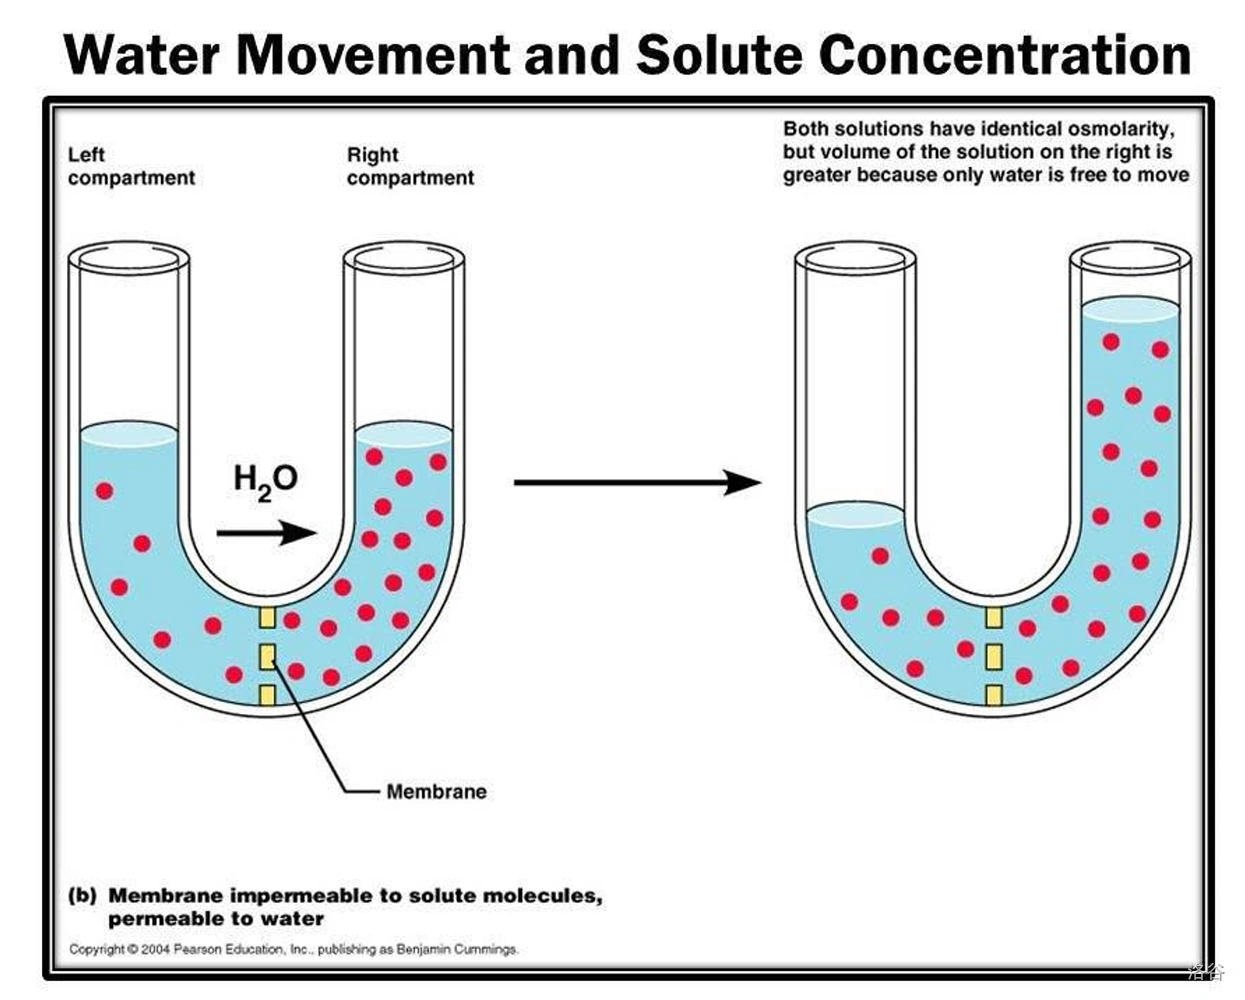 Water Movement and Solute Concentration
Left
compartment
Right
compartment
Both solutions have identical osmolarity,
but volume of the solution on the right is
greater because only water is free to move
H₂O
Membrane
(b) Membrane impermeable to solute molecules,
permeable to water
Copyright © 2004 Pearson Education, Inc., publishing as Benjamin Cummings.
洛谷